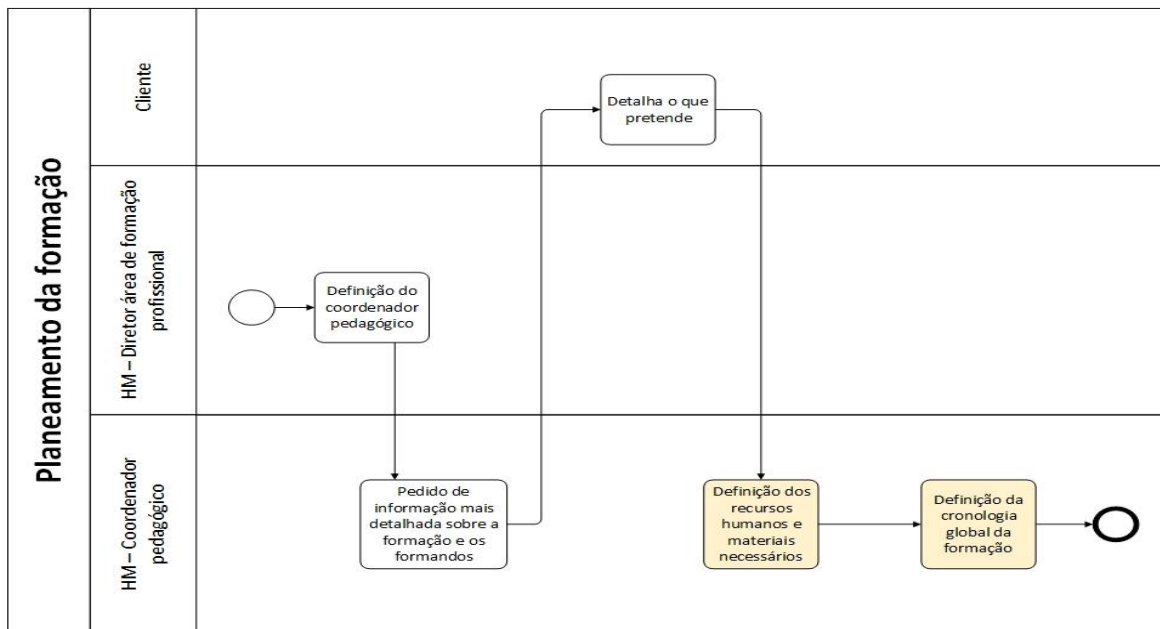 Planeamento da formação
Cliente
HM – Diretor área de formação
profissional
HM – Coordenador
pedagógico
Detalha o que
pretende
Definição do
coordenador
pedagógico
Pedido de
informação mais
detalhada sobre a
formação e os
formandos
Definição dos
recursos
humanos e
materiais
necessários
Definição da
cronologia
global da
formação